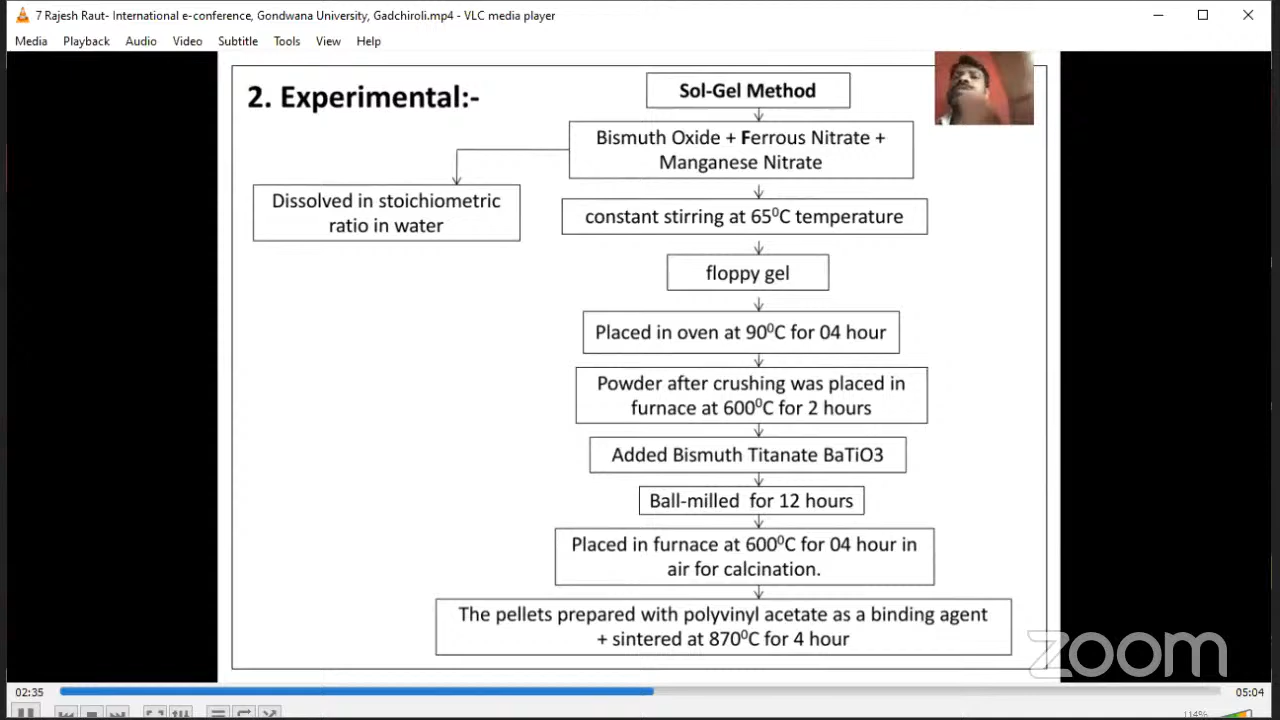 7 Rajesh Raut- International e-conference, Gondwana University, Gadchiroli.mp4 - VLC media player
Media Playback Audio Video Subtitle Tools View Help
2. Experimental:-
Sol-Gel Method
Bismuth Oxide + Ferrous Nitrate +
Manganese Nitrate
Dissolved in stoichiometric
ratio in water
constant stirring at 65⁰C temperature
floppy gel
Placed in oven at 90⁰C for 04 hour
Powder after crushing was placed in
furnace at 600⁰C for 2 hours
Added Bismuth Titanate BaTiO3
Ball-milled for 12 hours
Placed in furnace at 600⁰C for 04 hour in
air for calcination.
The pellets prepared with polyvinyl acetate as a binding agent
+ sintered at 870⁰C for 4 hour
zoom
02:35
05:04
114%